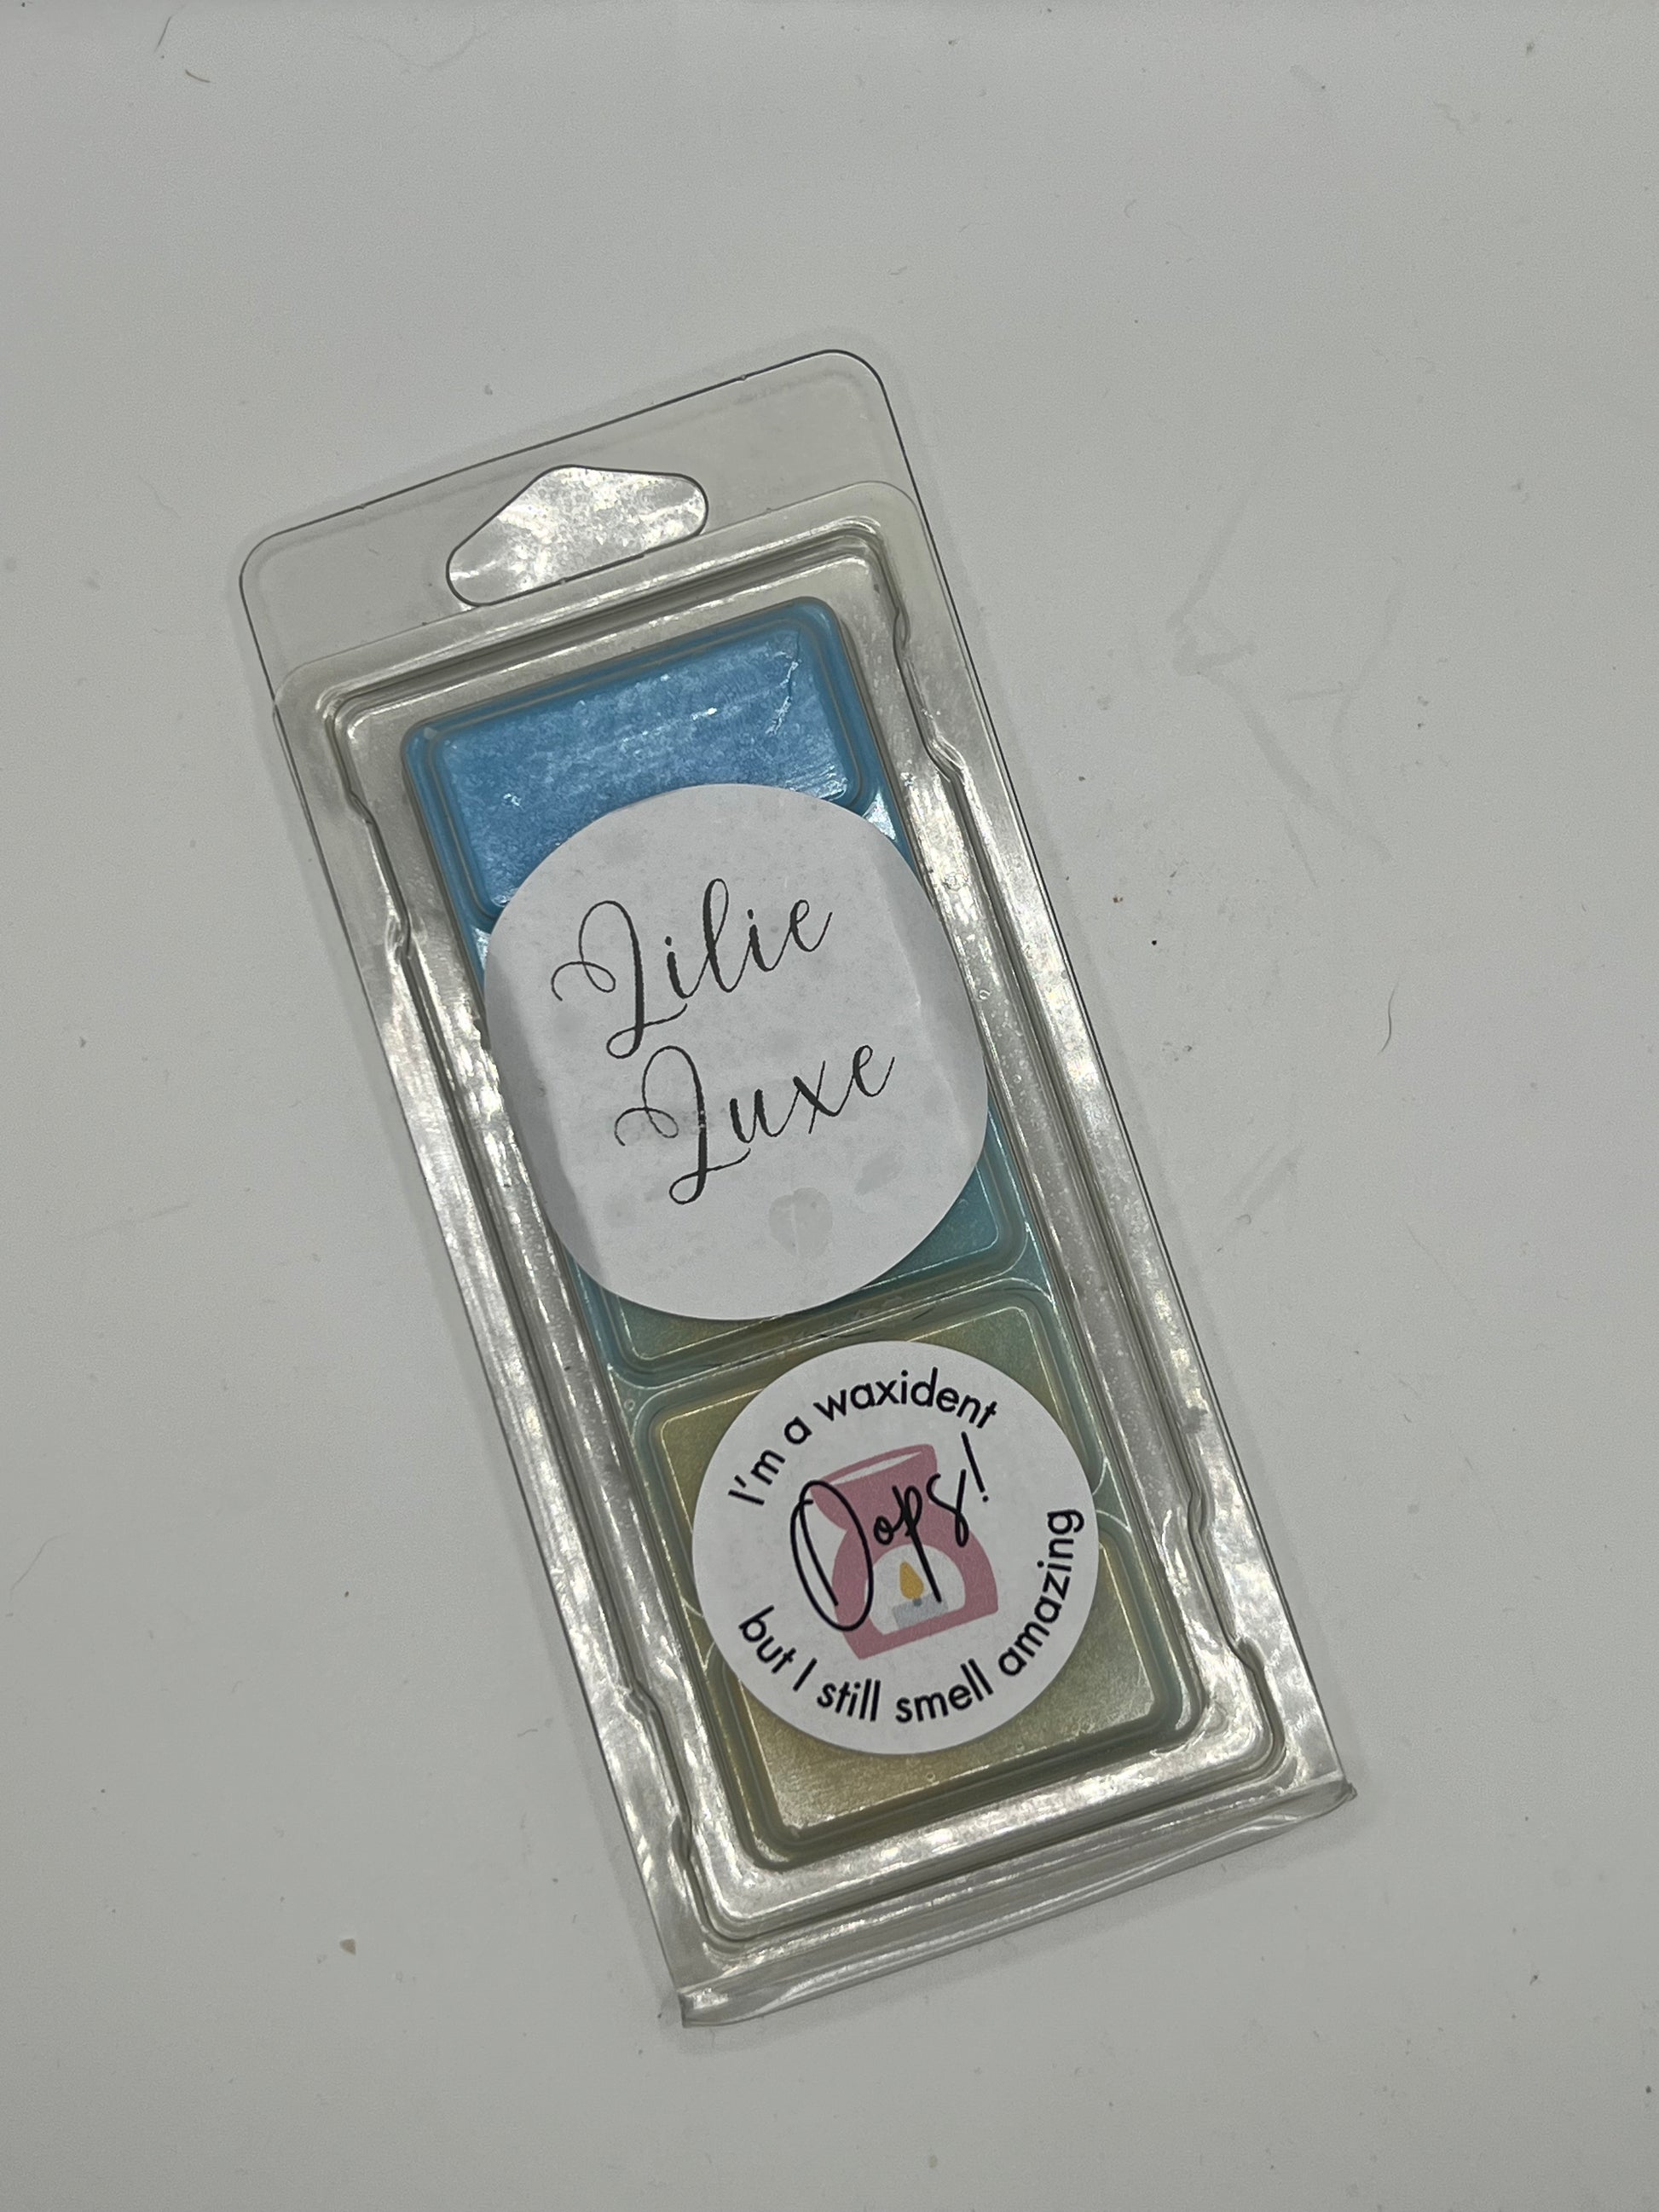 Lilie
Luxe
I'm a waxident
Oops!
but I still smell amazing